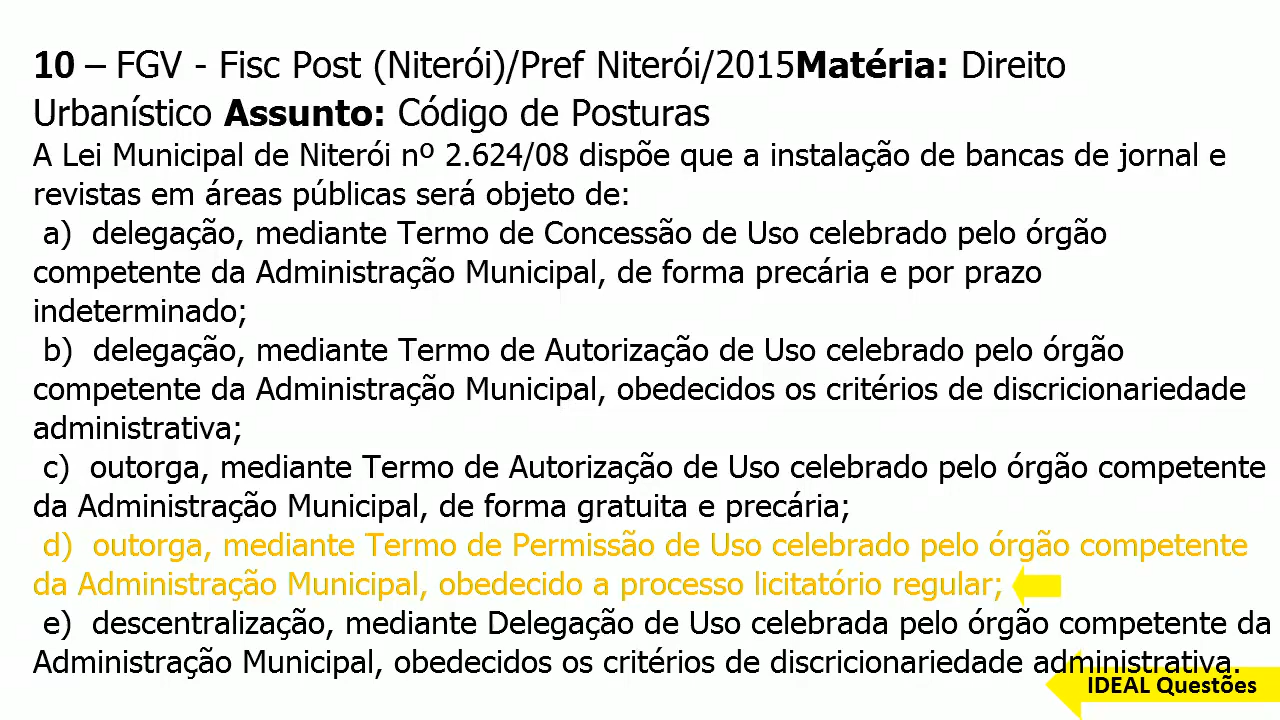 10 – FGV - Fisc Post (Niterói)/Pref Niterói/2015Matéria: Direito
Urbanístico Assunto: Código de Posturas
A Lei Municipal de Niterói nº 2.624/08 dispõe que a instalação de bancas de jornal e
revistas em áreas públicas será objeto de:
a) delegação, mediante Termo de Concessão de Uso celebrado pelo órgão
competente da Administração Municipal, de forma precária e por prazo
indeterminado;
b) delegação, mediante Termo de Autorização de Uso celebrado pelo órgão
competente da Administração Municipal, obedecidos os critérios de discricionariedade
administrativa;
c) outorga, mediante Termo de Autorização de Uso celebrado pelo órgão competente
da Administração Municipal, de forma gratuita e precária;
d) outorga, mediante Termo de Permissão de Uso celebrado pelo órgão competente
da Administração Municipal, obedecido a processo licitatório regular;
e) descentralização, mediante Delegação de Uso celebrada pelo órgão competente da
Administração Municipal, obedecidos os critérios de discricionariedade administrativa.
IDEAL Questões